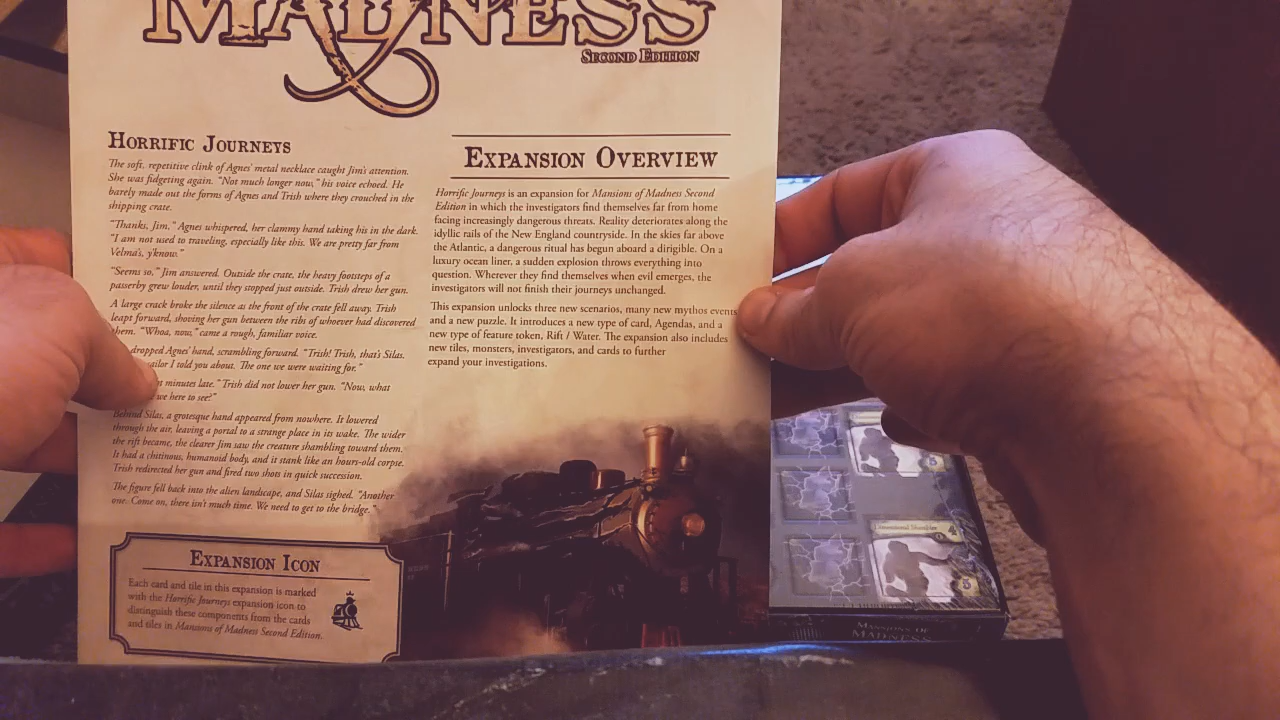 MADNESS
SECOND EDITION
HORRIFIC JOURNEYS
The soft, repetitive clink of Agnes' metal necklace caught Jim's attention.
She was fidgeting again. "Not much longer now," his voice echoed. He
barely made out the forms of Agnes and Trish where they crouched in the
shipping crate.
"Thanks, Jim." Agnes whispered, her clammy hand taking his in the dark.
"I am not used to traveling, especially like this. We are pretty far from
Velma's, y'know."
"Seems so," Jim answered. Outside the crate, the heavy footsteps of a
passerby grew louder, until they stopped just outside. Trish drew her gun.
A large crack broke the silence as the front of the crate fell away. Trish
leapt forward, shoving her gun between the ribs of whoever had discovered
them. "Whoa, now," came a rough, familiar voice.
dropped Agnes' hand, scrambling forward. "Trish! Trish, that's Silas.
sailor I told you about. The one we were waiting for."
minutes late." Trish did not lower her gun. "Now, what
we here to see?"
Behind Silas, a grotesque hand appeared from nowhere. It lowered
through the air, leaving a portal to a strange place in its wake. The wider
the rift became, the clearer Jim saw the creature shambling toward them.
It had a chitinous, humanoid body, and it stank like an hours-old corpse.
Trish redirected her gun and fired two shots in quick succession.
The figure fell back into the alien landscape, and Silas sighed. "Another
one. Come on, there isn't much time. We need to get to the bridge."
EXPANSION ICON
Each card and tile in this expansion is marked
with the Horrific Journeys expansion icon to
distinguish these components from the cards
and tiles in Mansions of Madness Second Edition.
EXPANSION OVERVIEW
Horrific Journeys is an expansion for Mansions of Madness Second
Edition in which the investigators find themselves far from home
facing increasingly dangerous threats. Reality deteriorates along the
idyllic rails of the New England countryside. In the skies far above
the Atlantic, a dangerous ritual has begun aboard a dirigible. On a
luxury ocean liner, a sudden explosion throws everything into
question. Wherever they find themselves when evil emerges, the
investigators will not finish their journeys unchanged.
This expansion unlocks three new scenarios, many new mythos events
and a new puzzle. It introduces a new type of card, Agendas, and a
new type of feature token, Rift / Water. The expansion also includes
new tiles, monsters, investigators, and cards to further
expand your investigations.
Dimensional Shambler
5
MANSIONS OF
MADNESS